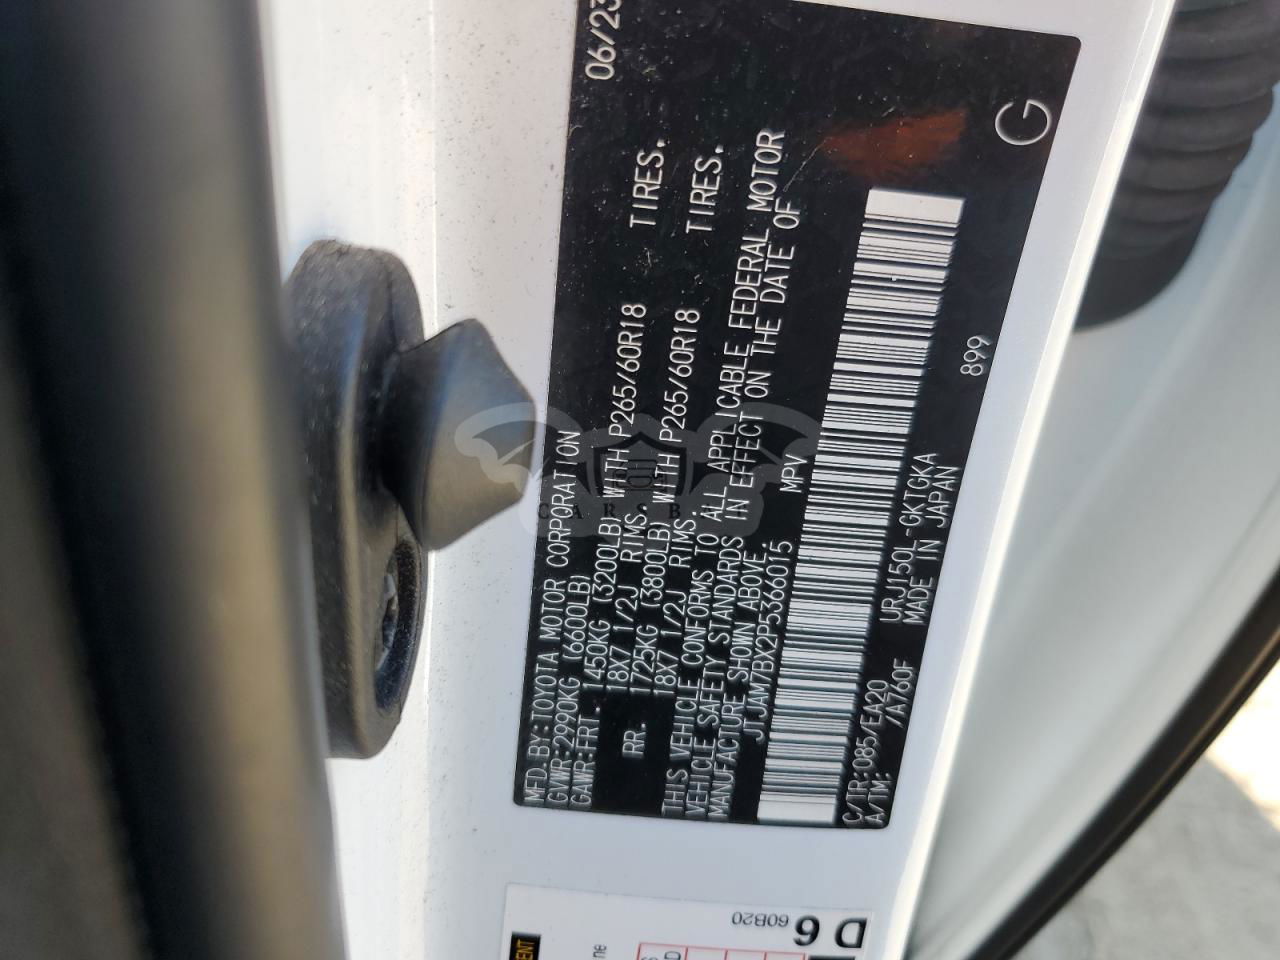 MFD.BY:TOYOTA MOTOR CORPORATION 06/23
GVWR:2990KG (6600LB)
GAWR:FRT. 1450KG (3200LB) WITH P265/60R18 TIRES.
18X7 1/2J RIMS.
RR. 1725KG (3800LB) WITH P265/60R18 TIRES.
18X7 1/2J RIMS.
THIS VEHICLE CONFORMS TO ALL APPLICABLE FEDERAL MOTOR
VEHICLE SAFETY STANDARDS IN EFFECT ON THE DATE OF
MANUFACTURE SHOWN ABOVE.
JTJAM7BX2P5366015 MPV
C/TR:085/EA20 URJ150L-GKTGKA 899 G
A/TM: /A760F MADE IN JAPAN
D 6
60B20
CARSB